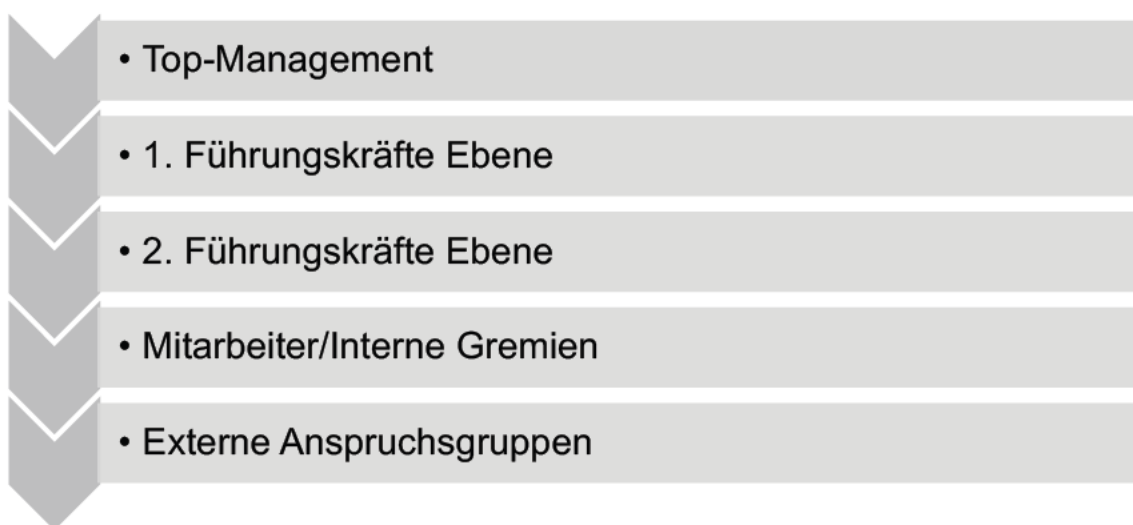 • Top-Management
• 1. Führungskräfte Ebene
• 2. Führungskräfte Ebene
• Mitarbeiter/Interne Gremien
• Externe Anspruchsgruppen